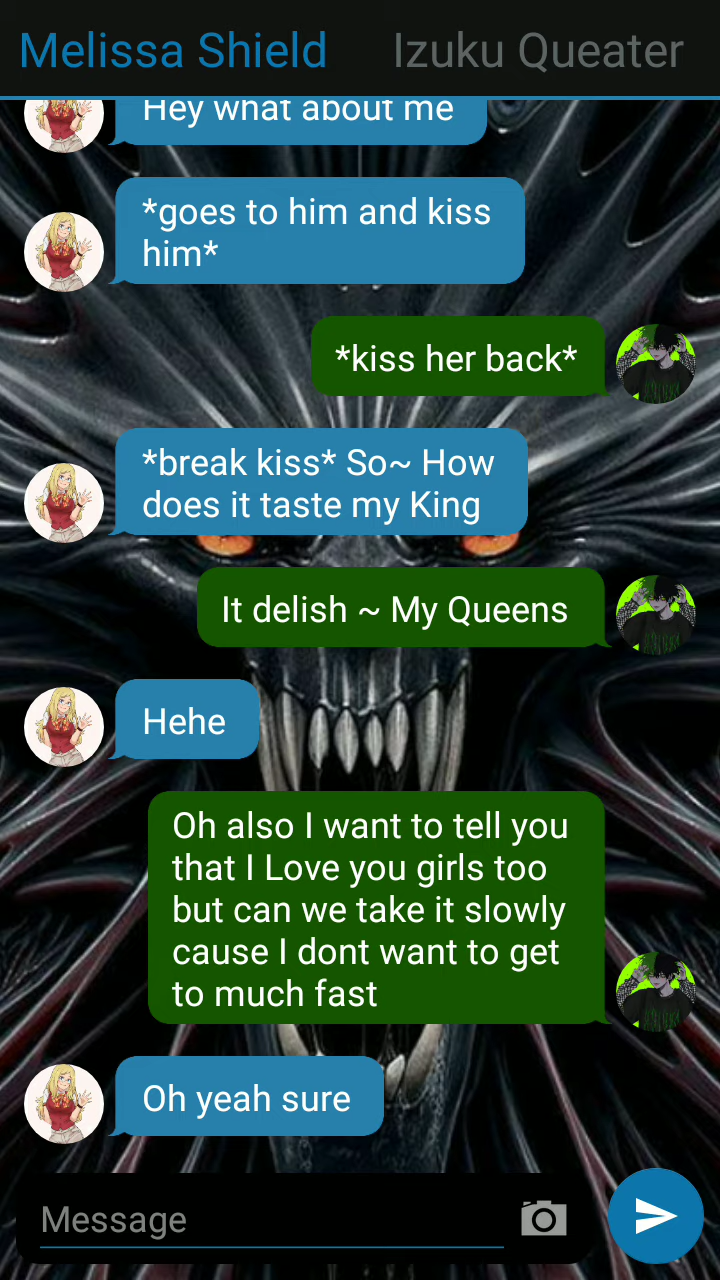 Melissa Shield Izuku Queater
Hey what about me
*goes to him and kiss
him*
*kiss her back*
*break kiss* So~ How
does it taste my King
It delish ~ My Queens
Hehe
Oh also I want to tell you
that I Love you girls too
but can we take it slowly
cause I dont want to get
to much fast
Oh yeah sure
Message